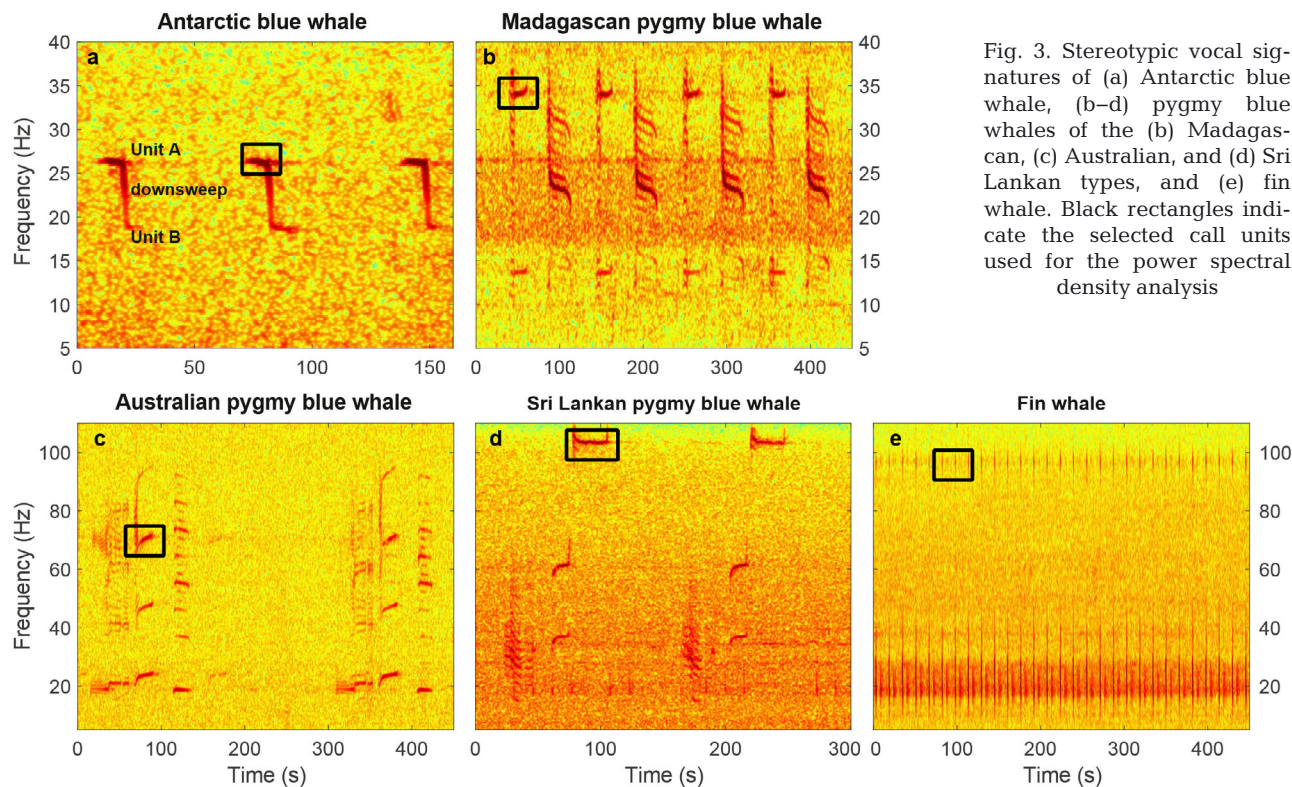 Antarctic blue whale
Madagascan pygmy blue whale
40
35
30
25
20
15
10
5
Frequency (Hz)
a
Unit A
downsweep
Unit B
0
50
100
150
b
40
35
30
25
20
15
10
5
0
100
200
300
400
Fig. 3. Stereotypic vocal sig-
natures of (a) Antarctic blue
whale, (b–d) pygmy blue
whales of the (b) Madagas-
can, (c) Australian, and (d) Sri
Lankan types, and (e) fin
whale. Black rectangles indi-
cate the selected call units
used for the power spectral
density analysis
Australian pygmy blue whale
Sri Lankan pygmy blue whale
Fin whale
100
80
60
40
20
Frequency (Hz)
c
0
100
200
300
400
Time (s)
d
0
100
200
300
Time (s)
e
100
80
60
40
20
Frequency (Hz)
0
100
200
300
400
Time (s)